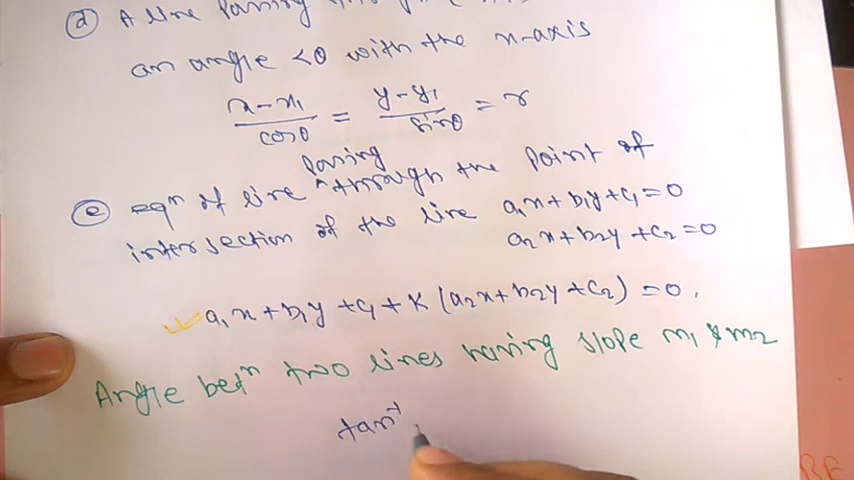 (d) A line passing through
an angle <θ with the x-axis
x-x₁/cosθ = y-y₁/sinθ = r
(e) eqⁿ of line passing through the point of
intersection of the line a₁x+b₁y+c₁=0
a₂x+b₂y+c₂=0
a₁x+b₁y+c₁+K(a₂x+b₂y+c₂)=0.
Angle betⁿ two lines having slope m₁ & m₂
tan⁻¹